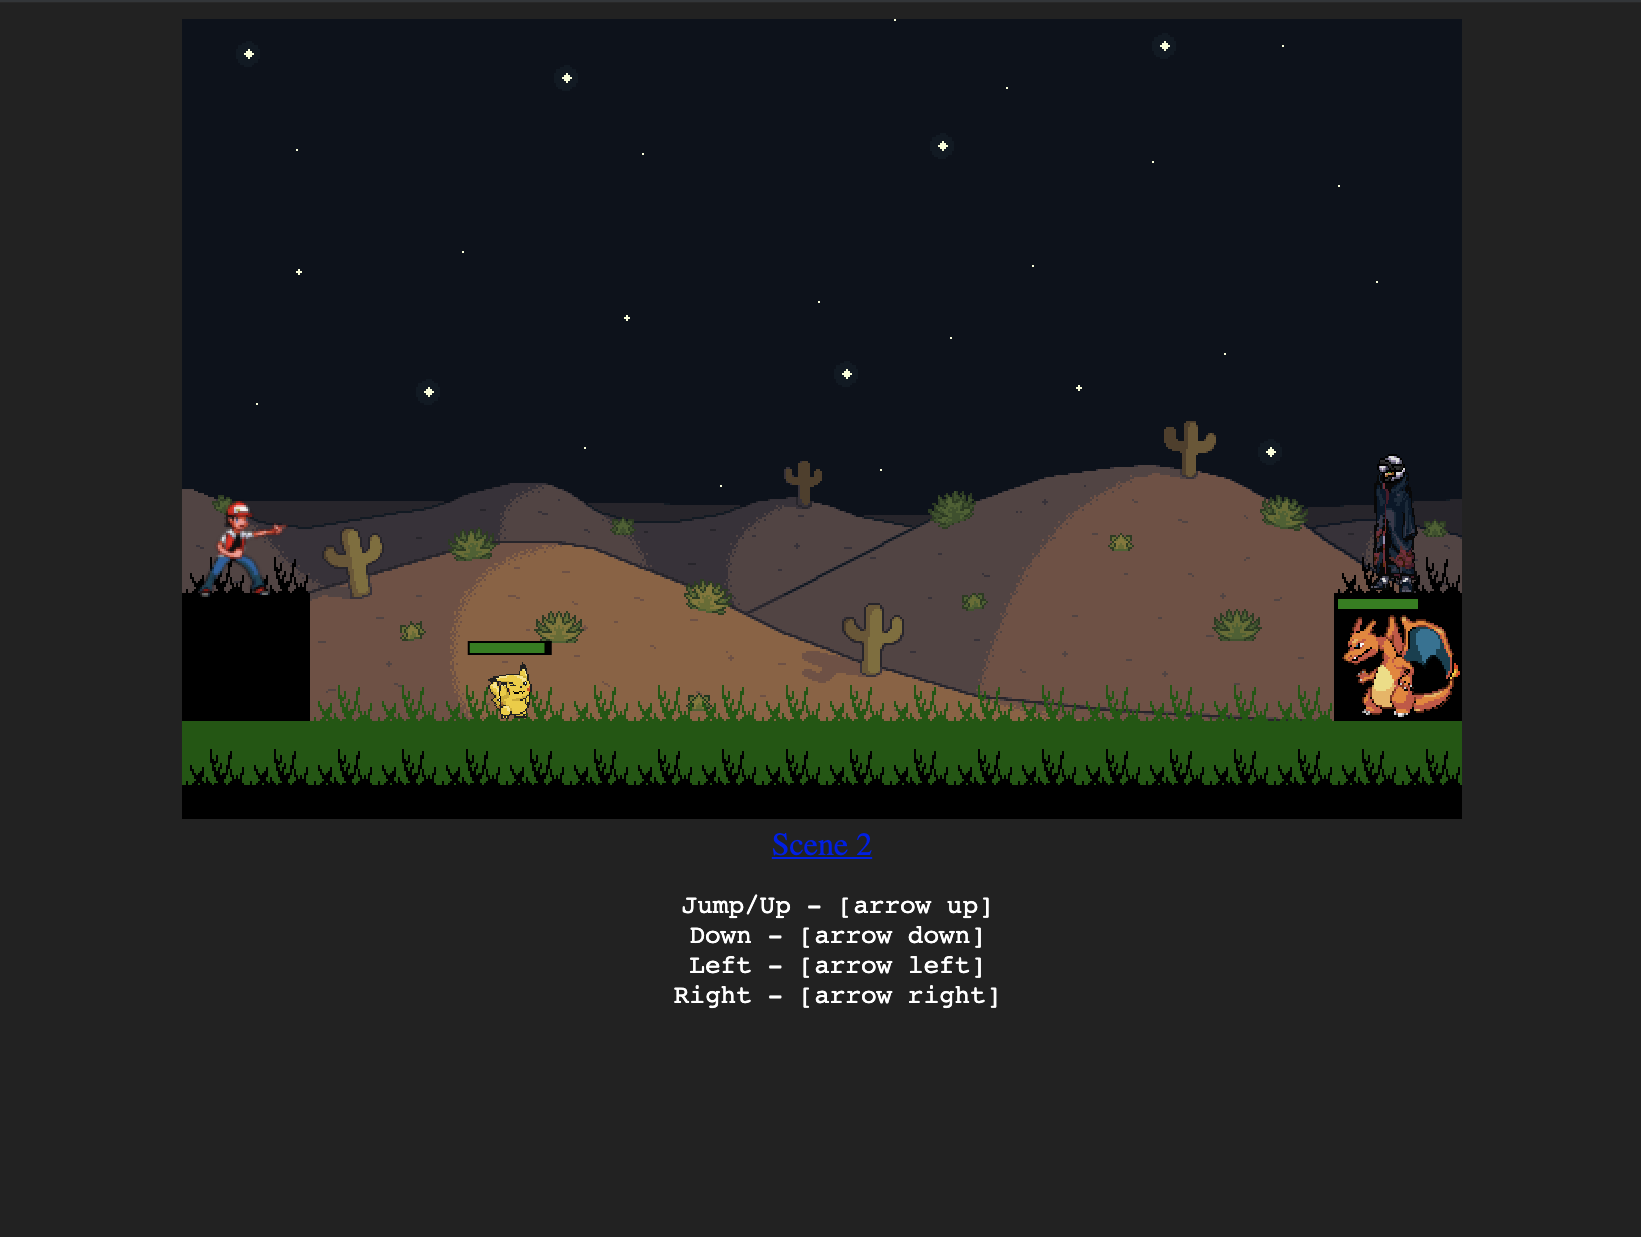 Scene 2
Jump/Up - [arrow up]
Down - [arrow down]
Left - [arrow left]
Right - [arrow right]